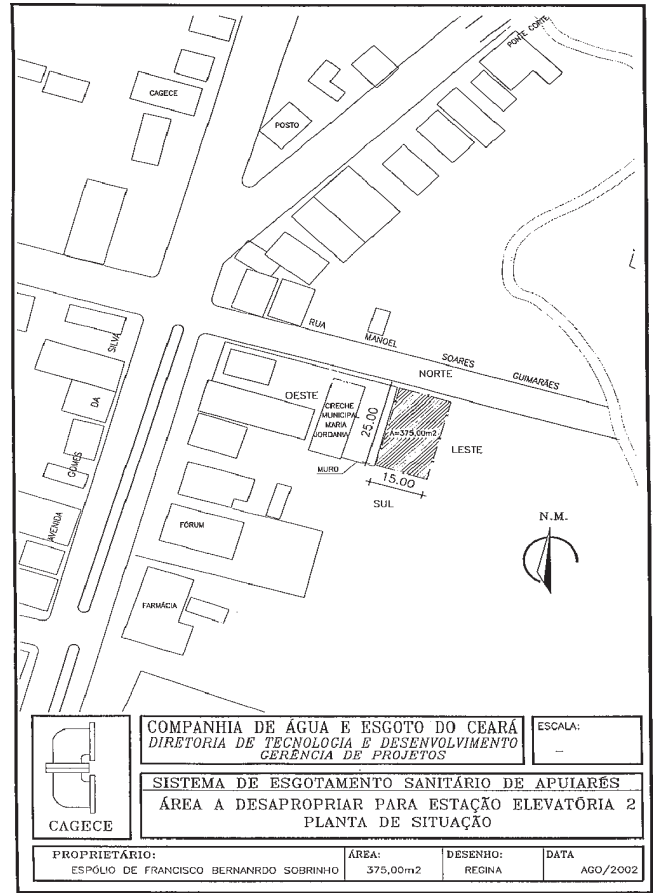 PONTE CORTE
CAGECE
POSTO
RUA
MANOEL
SOARES
GUIMARÃES
NORTE
SILVA
DA
GOMES
AVENIDA
OESTE
CRECHE
MUNICIPAL
MARIA
JORDANIA
25.00
A=375,00m2
LESTE
MURO
15.00
SUL
FÓRUM
N.M.
FARMÁCIA
CAGECE
COMPANHIA DE ÁGUA E ESGOTO DO CEARÁ
DIRETORIA DE TECNOLOGIA E DESENVOLVIMENTO
GERÊNCIA DE PROJETOS
ESCALA:
–
SISTEMA DE ESGOTAMENTO SANITÁRIO DE APUIARÉS
ÁREA A DESAPROPRIAR PARA ESTAÇÃO ELEVATÓRIA 2
PLANTA DE SITUAÇÃO
PROPRIETÁRIO:
ESPÓLIO DE FRANCISCO BERNANRDO SOBRINHO
ÁREA:
375,00m2
DESENHO:
REGINA
DATA
AGO/2002